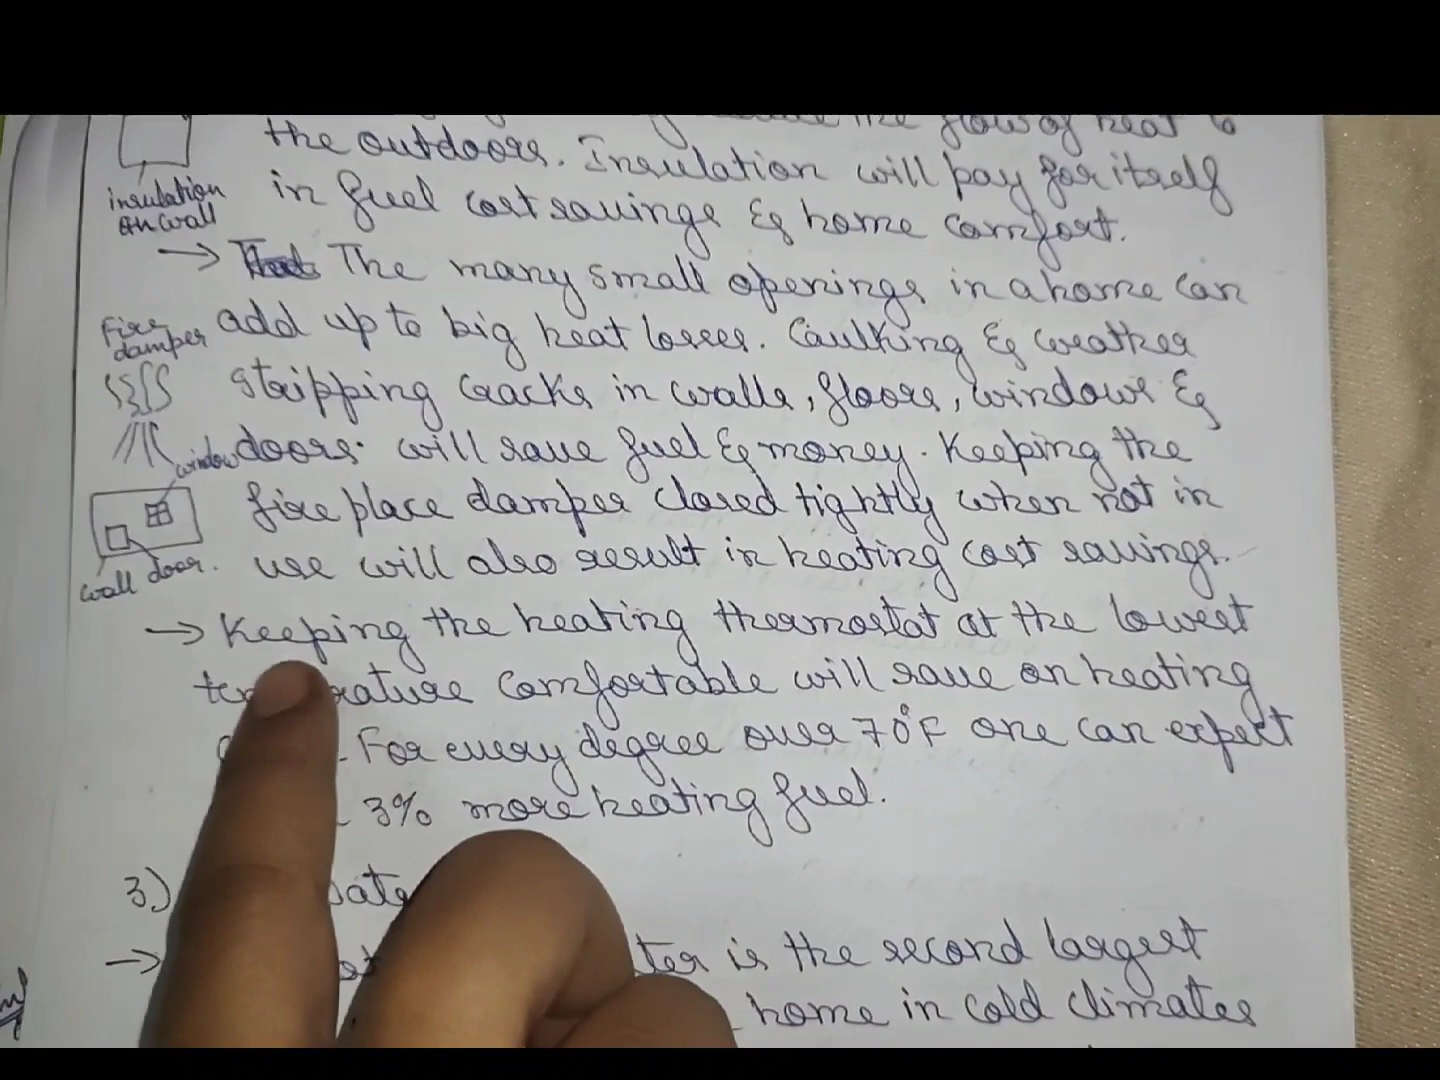 the flow of heat to
the outdoors. Insulation will pay for itself
insulation
on wall
in fuel cost savings & home comfort.
→ The many small openings in a home can
Fire
damper
add up to big heat losses. Caulking & weather
stripping cracks in walls, floors, windows &
window
doors. will save fuel & money. Keeping the
fire place damper closed tightly when not in
wall door.
use will also result in heating cost savings.
→ Keeping the heating thermostat at the lowest
comfortable will save on heating
. For every degree over 70°F one can expect
3% more heating fuel.
3)
→ is the second largest
home in cold climates